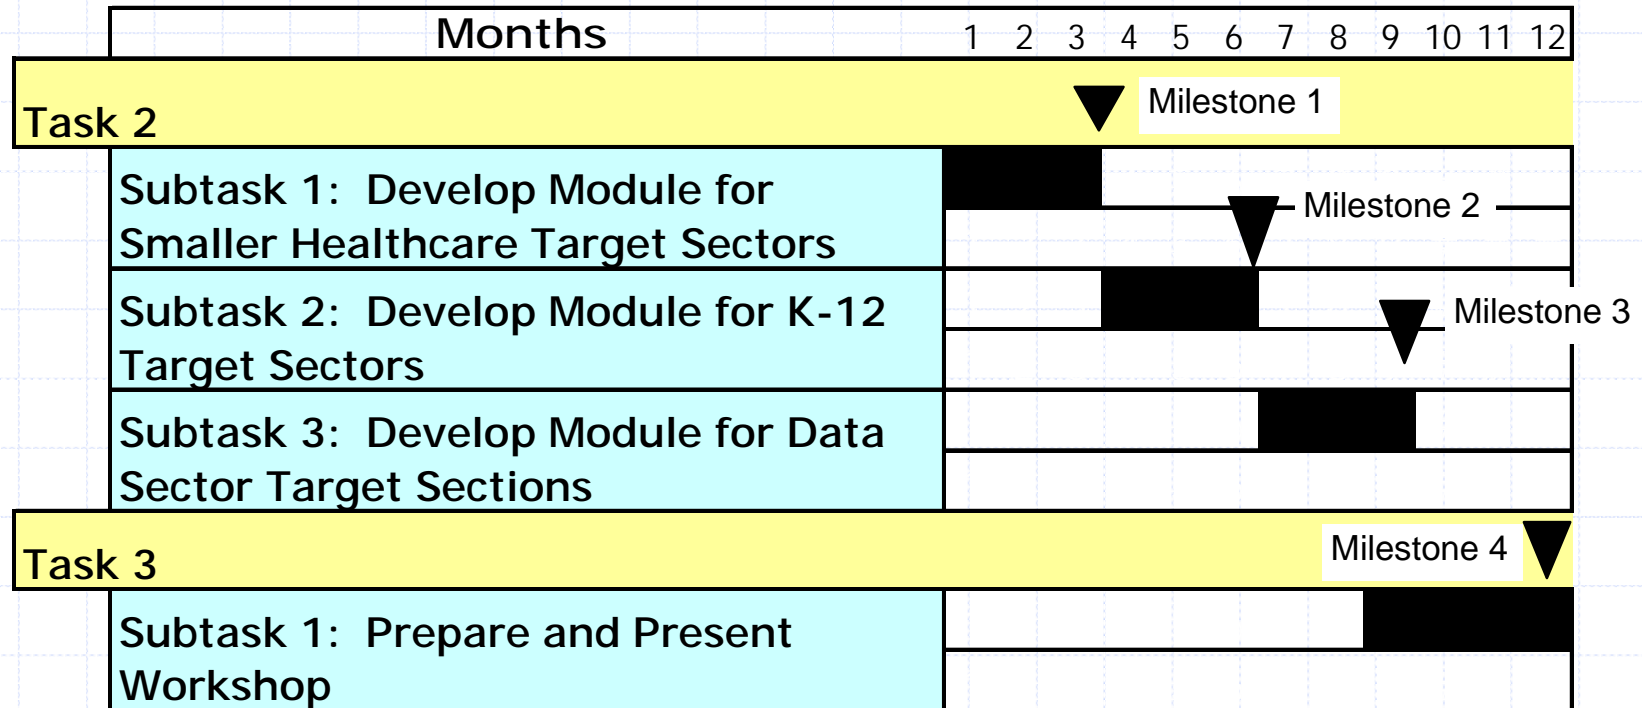 Months 1 2 3 4 5 6 7 8 9 10 11 12
Task 2
Milestone 1
Subtask 1: Develop Module for
Smaller Healthcare Target Sectors
Milestone 2
Subtask 2: Develop Module for K-12
Target Sectors
Milestone 3
Subtask 3: Develop Module for Data
Sector Target Sections
Task 3
Milestone 4
Subtask 1: Prepare and Present
Workshop